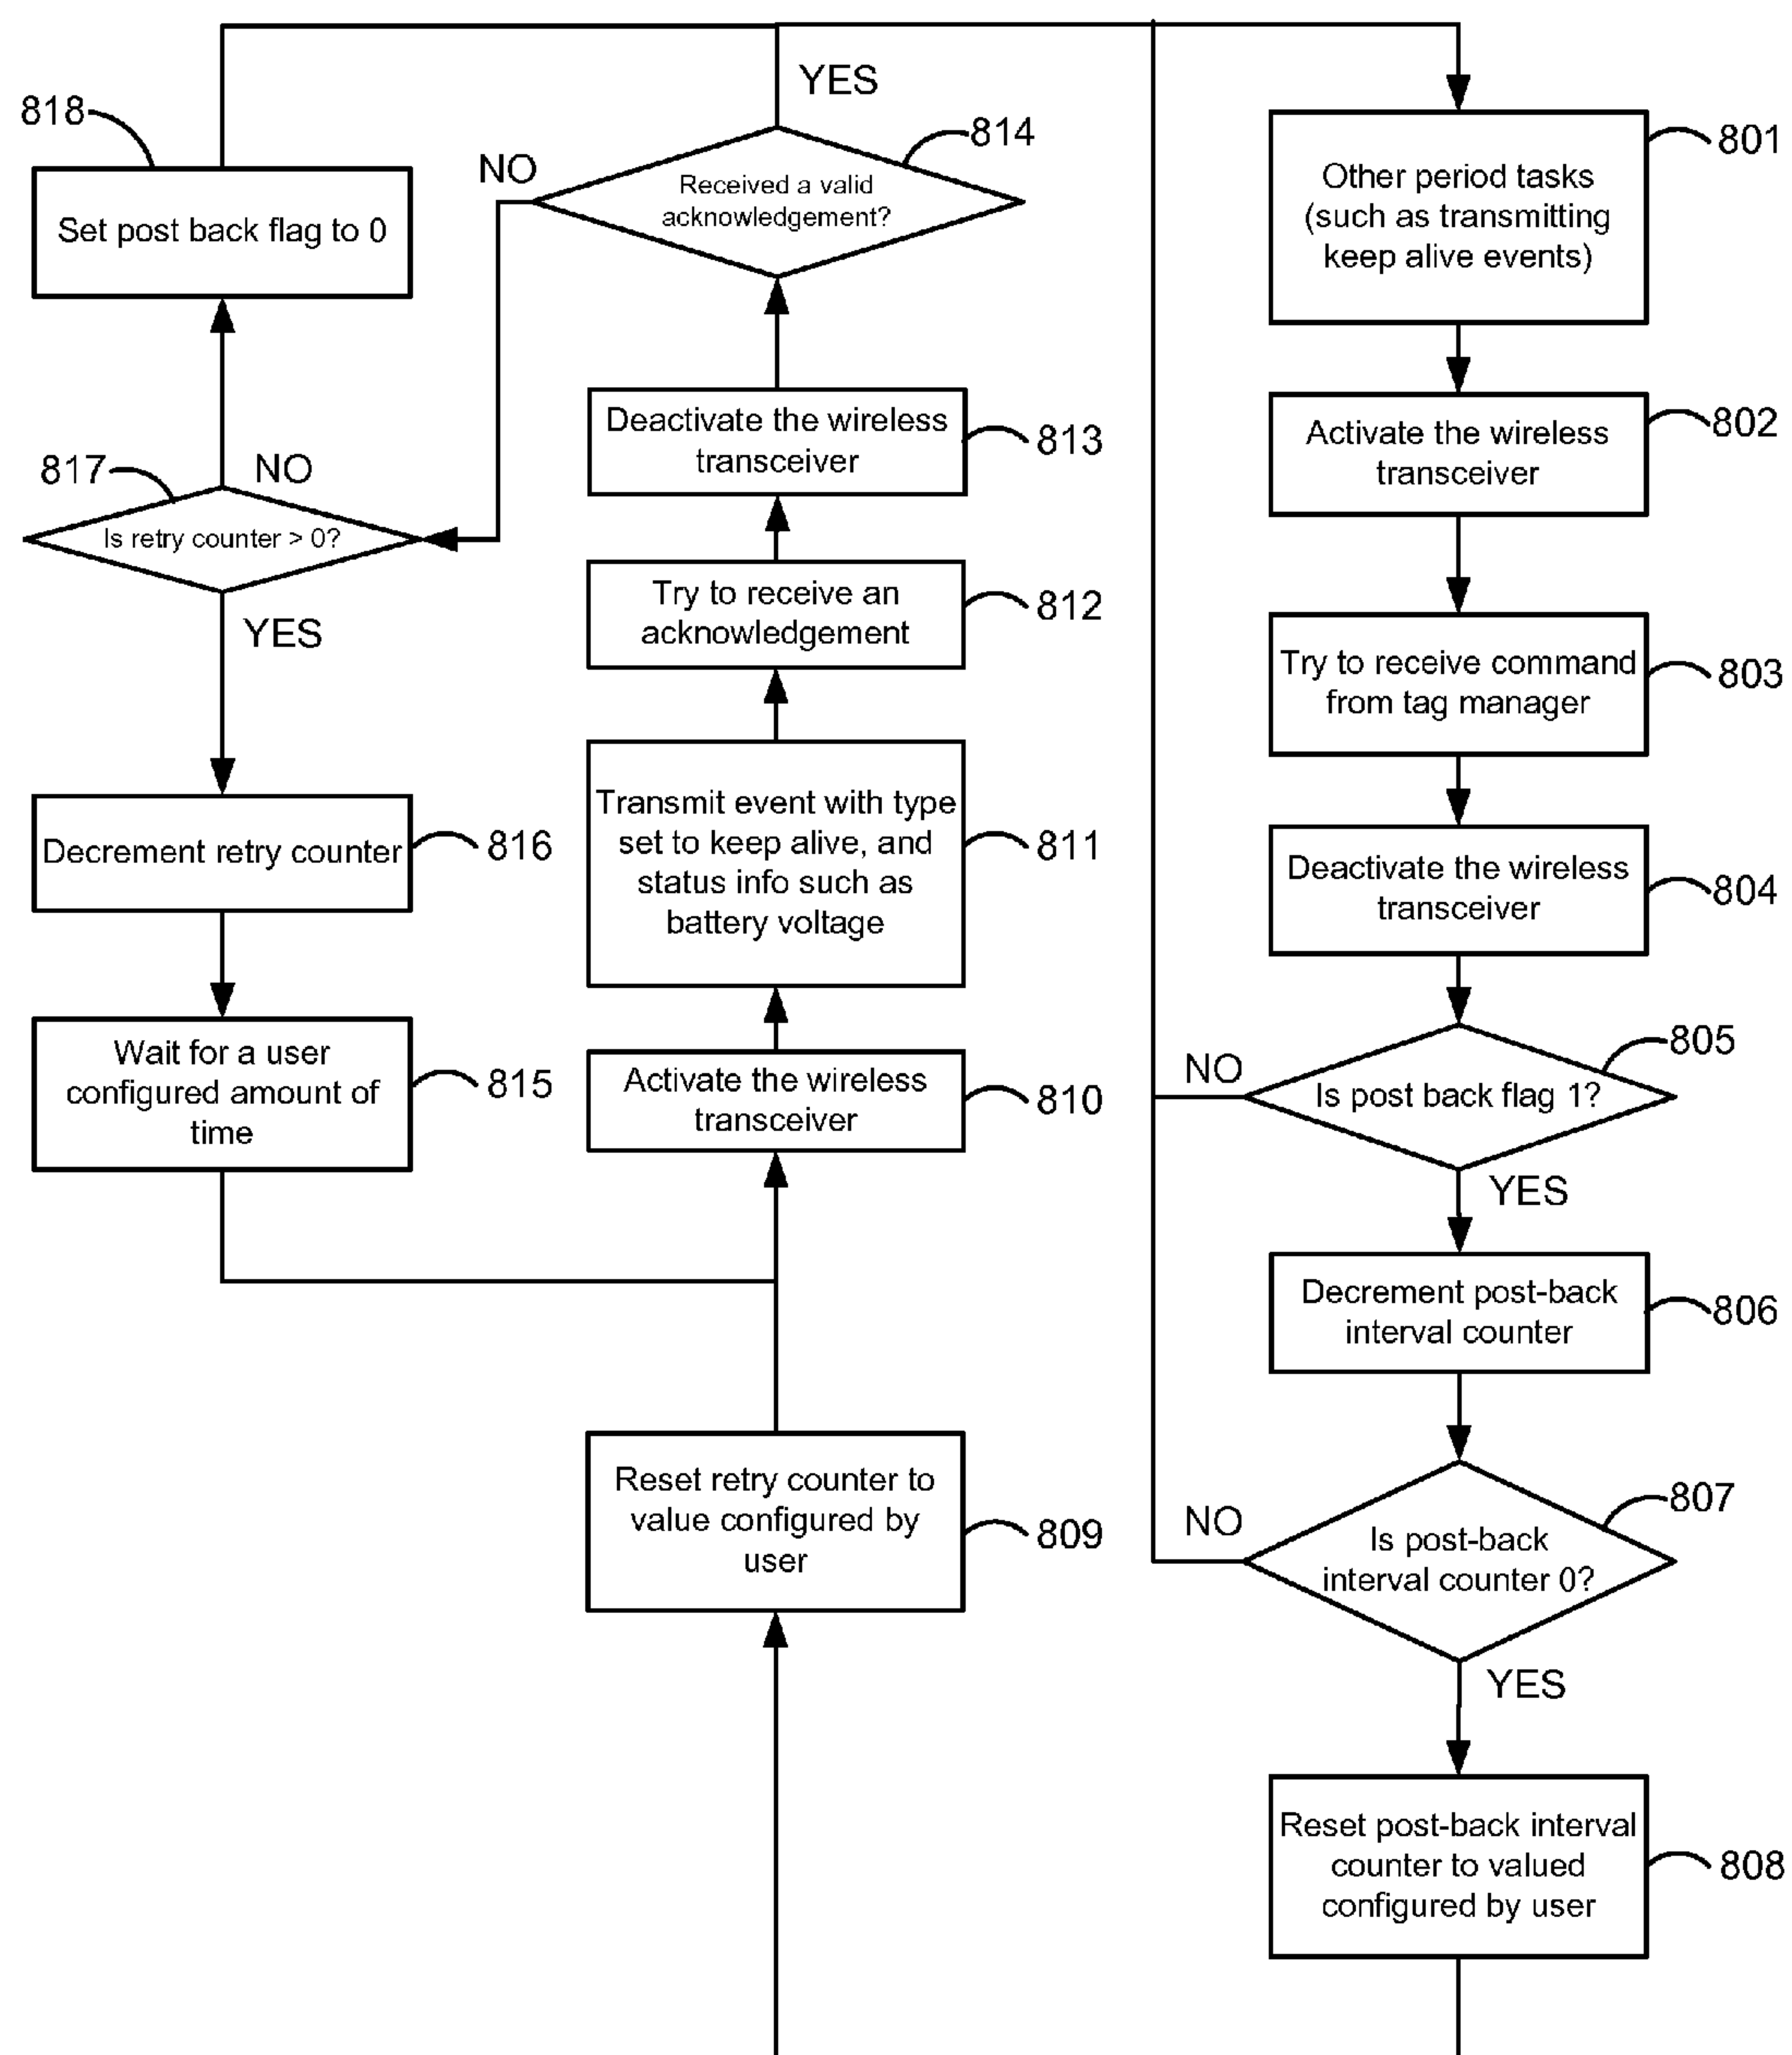 818
Set post back flag to 0
817
NO
Is retry counter > 0?
YES
Decrement retry counter
816
Wait for a user
configured amount of
time
815
YES
814
NO
Received a valid
acknowledgement?
Deactivate the wireless
transceiver
813
Try to receive an
acknowledgement
812
Transmit event with type
set to keep alive, and
status info such as
battery voltage
811
Activate the wireless
transceiver
810
Reset retry counter to
value configured by
user
809
801
Other period tasks
(such as transmitting
keep alive events)
802
Activate the wireless
transceiver
Try to receive command
from tag manager
803
Deactivate the wireless
transceiver
804
805
NO
Is post back flag 1?
YES
Decrement post-back
interval counter
806
807
NO
Is post-back
interval counter 0?
YES
Reset post-back interval
counter to valued
configured by user
808